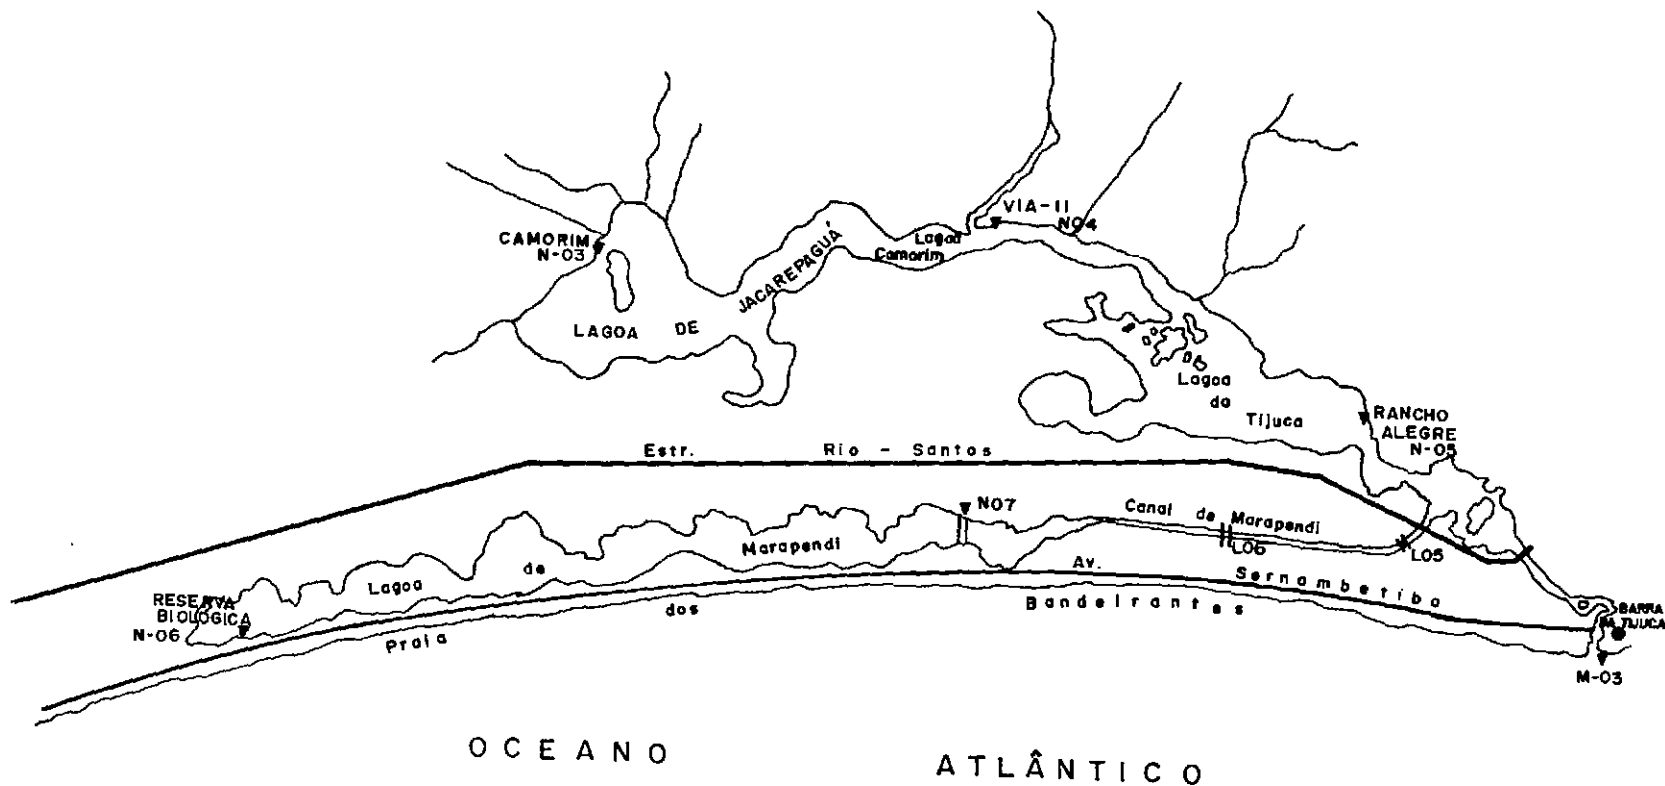 VIA-11
N04
CAMORIM
N-03
Lagoa
Camorim
JACAREPAGUÁ
LAGOA DE
Lagoa
da
Tijuca
RANCHO
ALEGRE
N-05
Estr. Rio - Santos
N07
Canal de Marapendi
L06
L05
Lagoa de Marapendi
Av. Sernambetiba
RESERVA
BIOLÓGICA
N-06
Praia dos Bandeirantes
BARRA
DA TIJUCA
M-03
OCEANO ATLÂNTICO